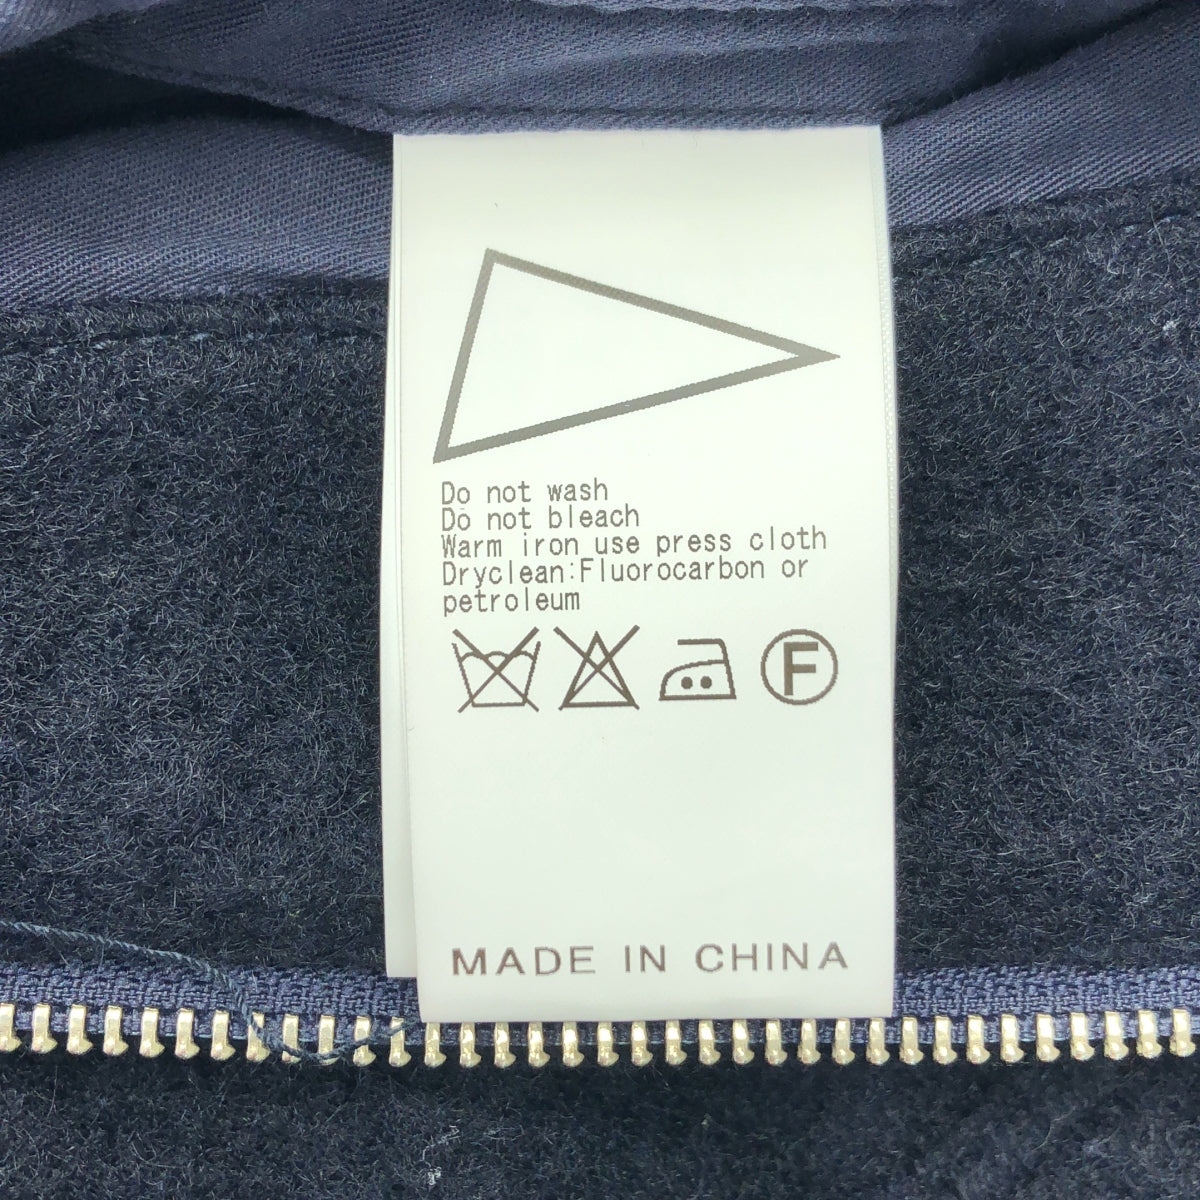 Do not wash
Do not bleach
Warm iron use press cloth
Dryclean:Fluorocarbon or
petroleum
F
MADE IN CHINA